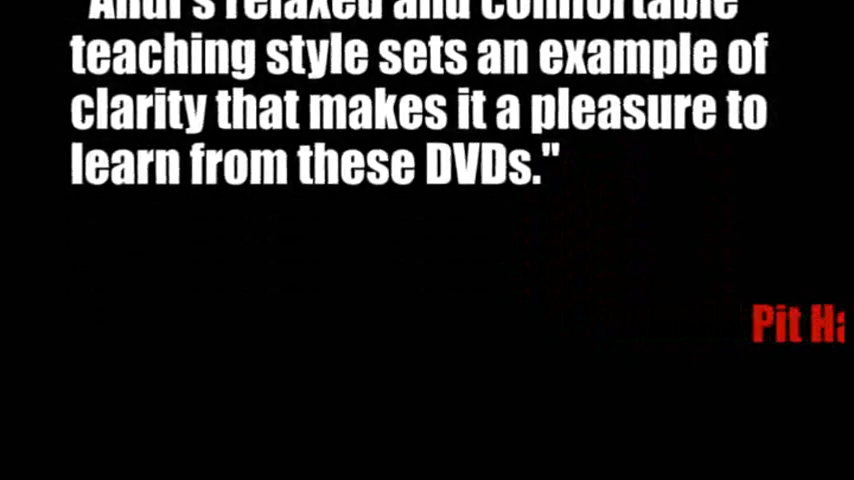 "Andi's relaxed and comfortable
teaching style sets an example of
clarity that makes it a pleasure to
learn from these DVDs."
Pit